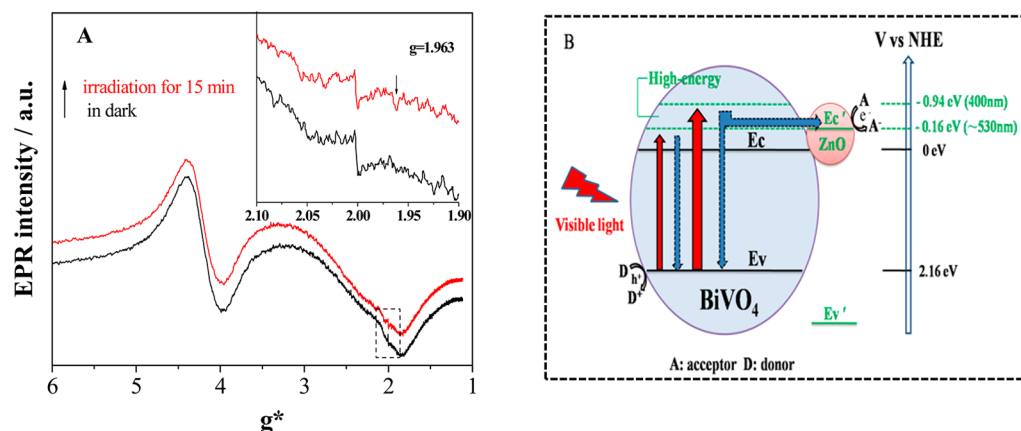 A
g=1.963
irradiation for 15 min
in dark
2.10 2.05 2.00 1.95 1.90
EPR intensity / a.u.
6 5 4 3 2 1
g*
B
V vs NHE
High-energy
A
e-
A-
- 0.94 eV (400nm)
- 0.16 eV (~530nm)
Ec'
ZnO
Ec
0 eV
Visible light
Ev
D
h+
D+
2.16 eV
BiVO4
Ev'
A: acceptor D: donor